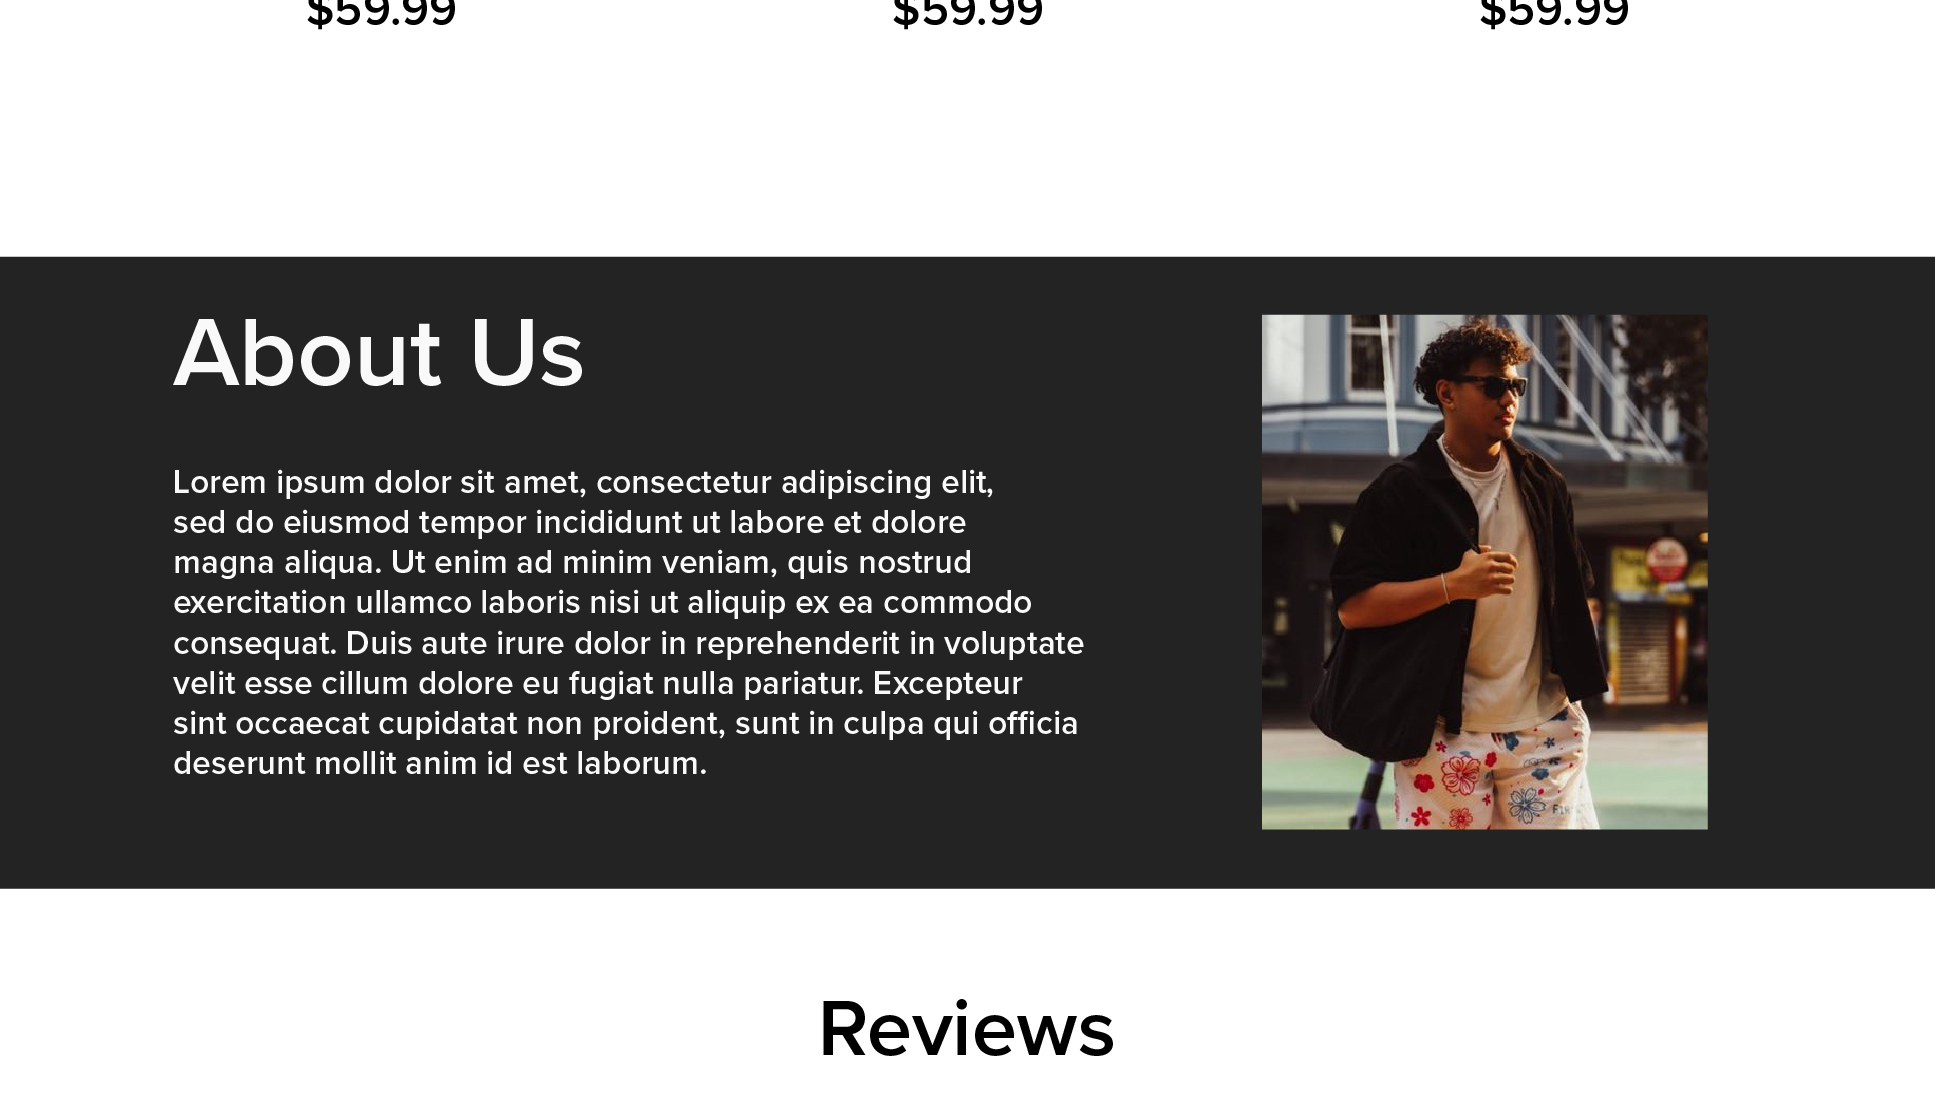 $59.99 $59.99 $59.99
About Us
Lorem ipsum dolor sit amet, consectetur adipiscing elit,
sed do eiusmod tempor incididunt ut labore et dolore
magna aliqua. Ut enim ad minim veniam, quis nostrud
exercitation ullamco laboris nisi ut aliquip ex ea commodo
consequat. Duis aute irure dolor in reprehenderit in voluptate
velit esse cillum dolore eu fugiat nulla pariatur. Excepteur
sint occaecat cupidatat non proident, sunt in culpa qui officia
deserunt mollit anim id est laborum.
Reviews